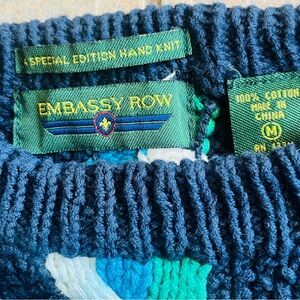 A SPECIAL EDITION HAND KNIT
EMBASSY ROW
100% COTTON
MADE IN
CHINA
M